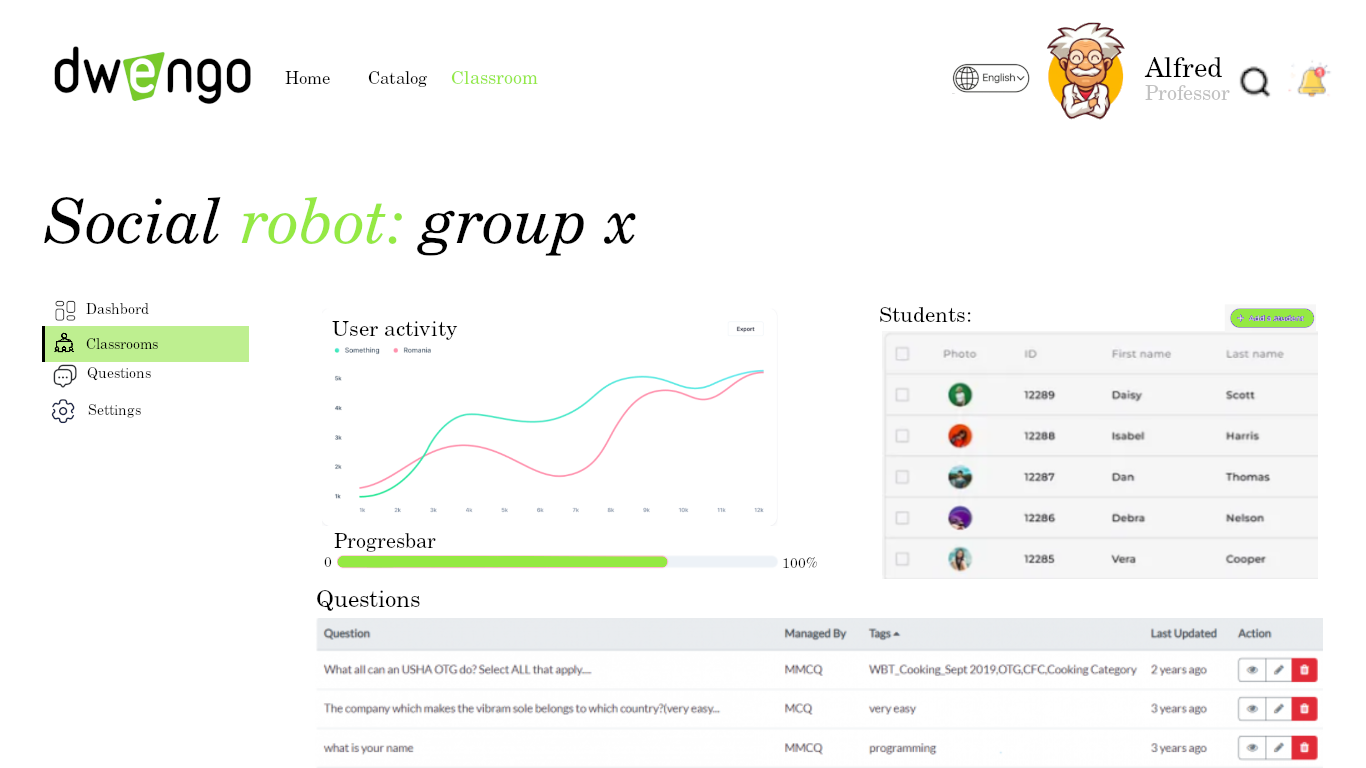 dwengo
Home Catalog Classroom
English
Alfred
Professor
Social robot: group x
Dashbord
Classrooms
Questions
Settings
User activity
Export
Something Romania
5k
4k
3k
2k
1k
1k 2k 3k 4k 5k 6k 7k 8k 9k 10k 11k 12k
Progresbar
0 100%
Students:
Photo ID First name Last name
12289 Daisy Scott
12288 Isabel Harris
12287 Dan Thomas
12286 Debra Nelson
12285 Vera Cooper
Questions
Question Managed By Tags Last Updated Action
What all can an USHA OTG do? Select ALL that apply.... MMCQ WBT_Cooking_Sept 2019,OTG,CFC,Cooking Category 2 years ago
The company which makes the vibram sole belongs to which country?(very easy... MCQ very easy 3 years ago
what is your name MMCQ programming 3 years ago